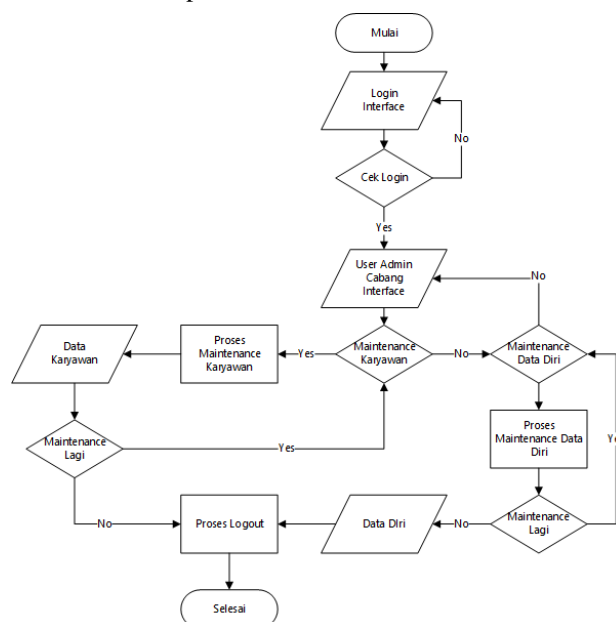 Mulai
Login
Interface
No
Cek Login
Yes
User Admin
Cabang
Interface
No
Data
Karyawan
Proses
Maintenance
Karyawan
Yes
Maintenance
Karyawan
No
Maintenance
Data Diri
Proses
Maintenance Data
Diri
Maintenance
Lagi
Yes
No
Proses Logout
Data DIri
No
Maintenance
Lagi
Selesai